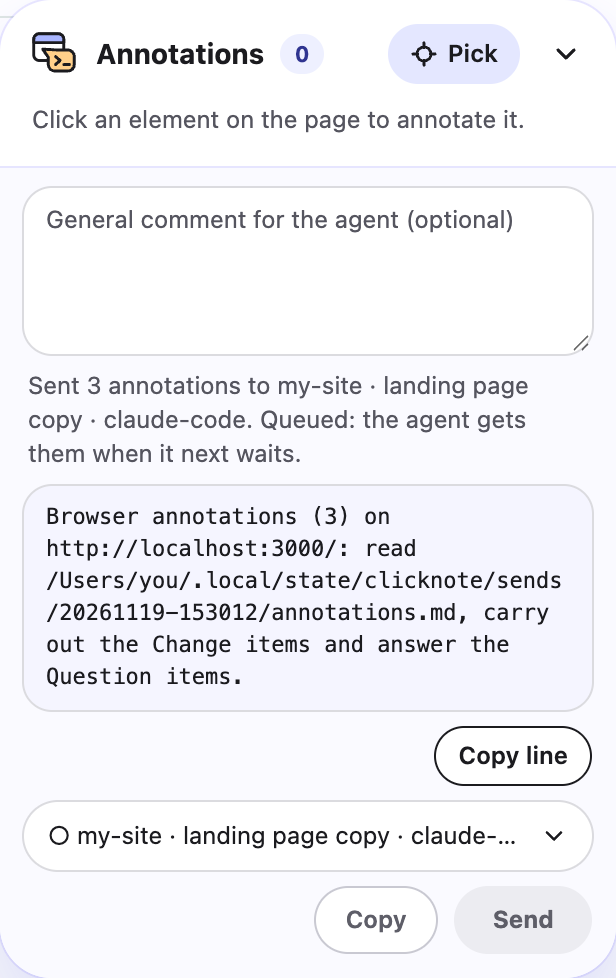 Annotations 0 Pick
Click an element on the page to annotate it.
General comment for the agent (optional)
Sent 3 annotations to my-site · landing page
copy · claude-code. Queued: the agent gets
them when it next waits.
Browser annotations (3) on
http://localhost:3000/: read
/Users/you/.local/state/clicknote/sends
/20261119-153012/annotations.md, carry
out the Change items and answer the
Question items.
Copy line
my-site · landing page copy · claude-...
Copy Send